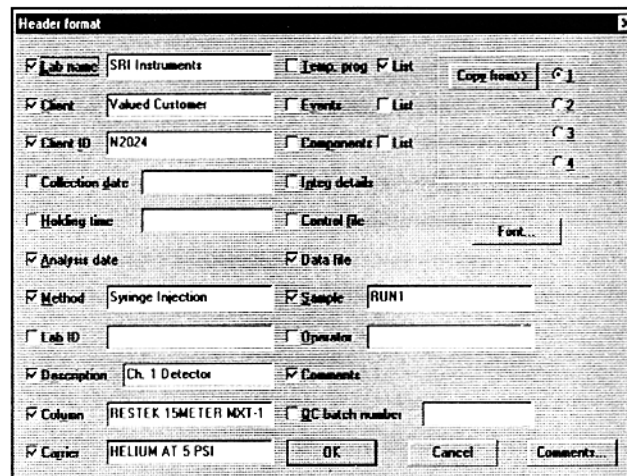 Header format
Lab name SRI Instruments Temp. prog List Copy from>> 1
Client Valued Customer Events List 2
Client ID N2024 Components List 3
4
Collection date Integ details
Holding time Control file
Font...
Analysis date Data file
Method Syringe Injection Sample RUN1
Lab ID Operator
Description Ch. 1 Detector Comments
Column RESTEK 15METER MXT-1 QC batch number
Carrier HELIUM AT 5 PSI OK Cancel Comments...